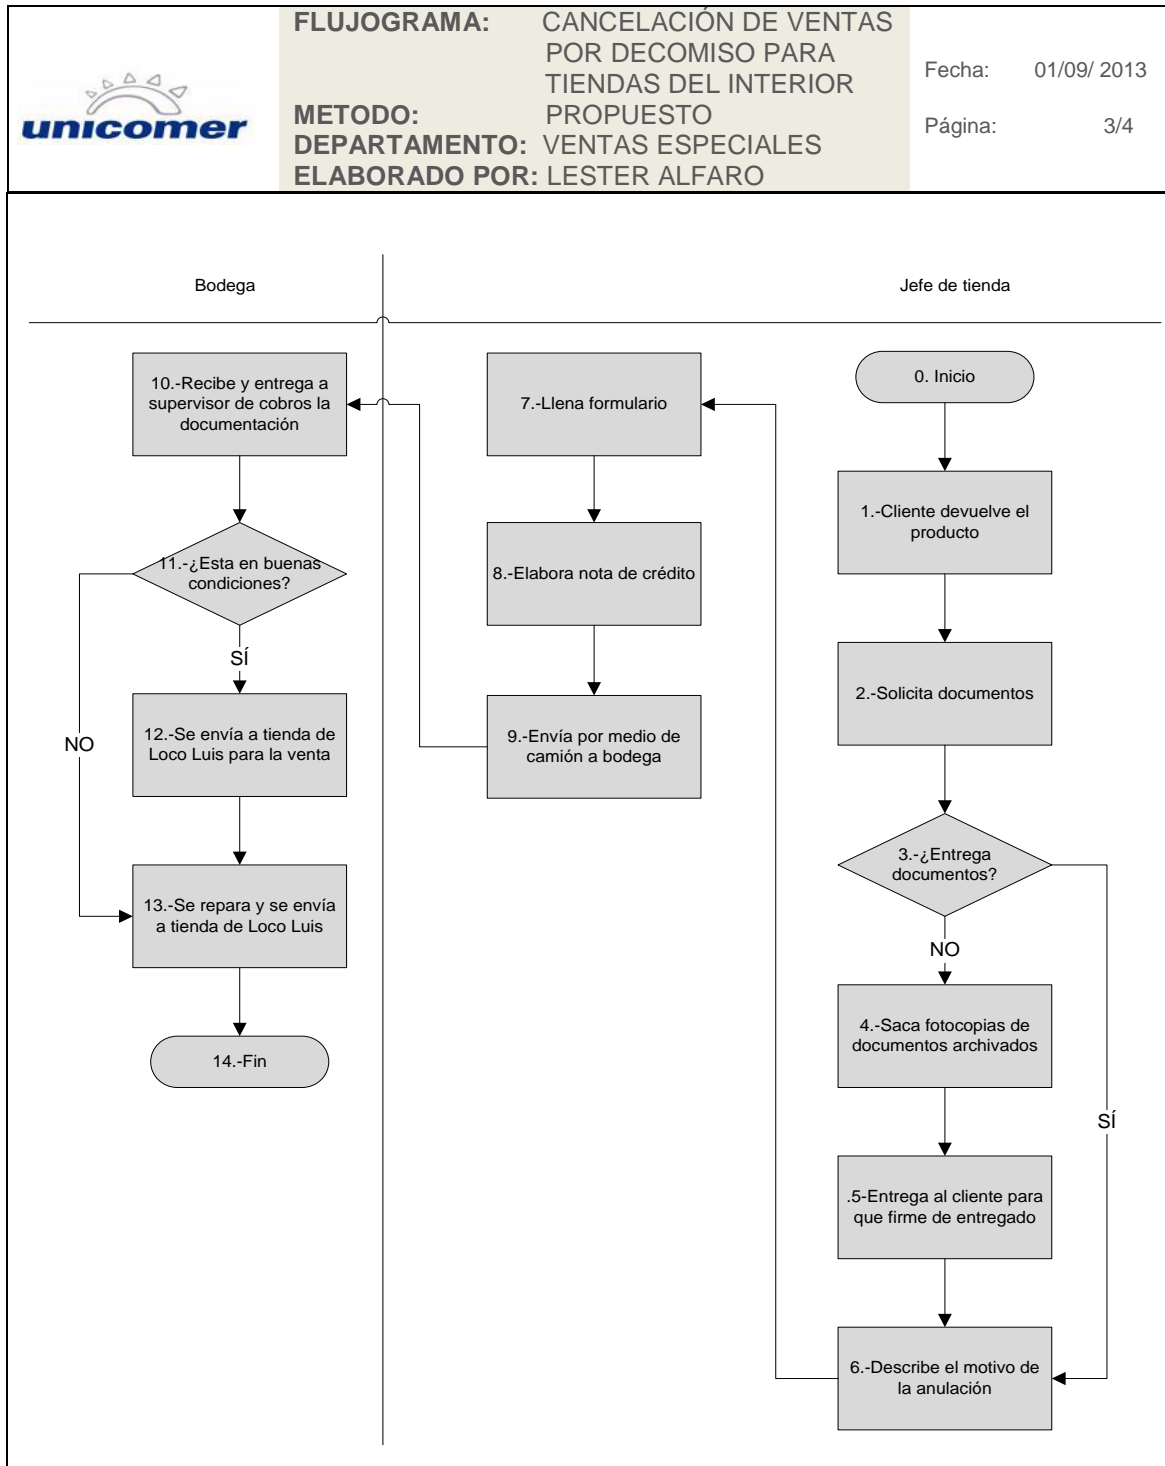 unicomer
FLUJOGRAMA: CANCELACIÓN DE VENTAS
POR DECOMISO PARA
TIENDAS DEL INTERIOR
METODO: PROPUESTO
DEPARTAMENTO: VENTAS ESPECIALES
ELABORADO POR: LESTER ALFARO
Fecha: 01/09/ 2013
Página: 3/4
Bodega
Jefe de tienda
0. Inicio
1.-Cliente devuelve el
producto
2.-Solicita documentos
3.-¿Entrega
documentos?
NO
SÍ
4.-Saca fotocopias de
documentos archivados
.5-Entrega al cliente para
que firme de entregado
6.-Describe el motivo de
la anulación
7.-Llena formulario
8.-Elabora nota de crédito
9.-Envía por medio de
camión a bodega
10.-Recibe y entrega a
supervisor de cobros la
documentación
11.-¿Esta en buenas
condiciones?
SÍ
NO
12.-Se envía a tienda de
Loco Luis para la venta
13.-Se repara y se envía
a tienda de Loco Luis
14.-Fin